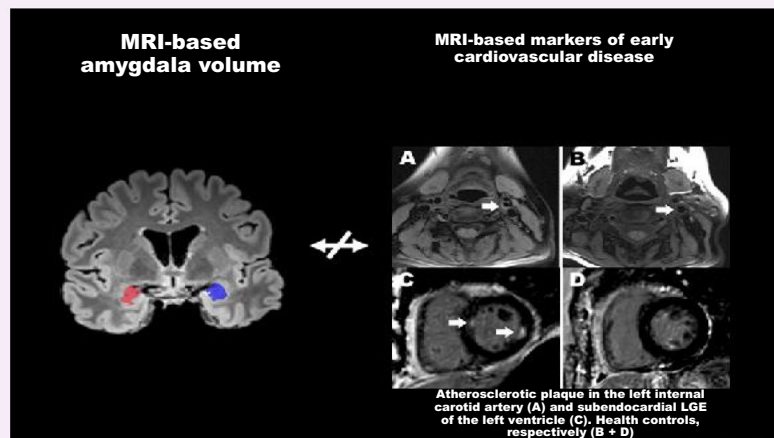 MRI-based
amygdala volume
MRI-based markers of early
cardiovascular disease
A
B
C
D
Atherosclerotic plaque in the left internal
carotid artery (A) and subendocardial LGE
of the left ventricle (C). Health controls,
respectively (B + D)